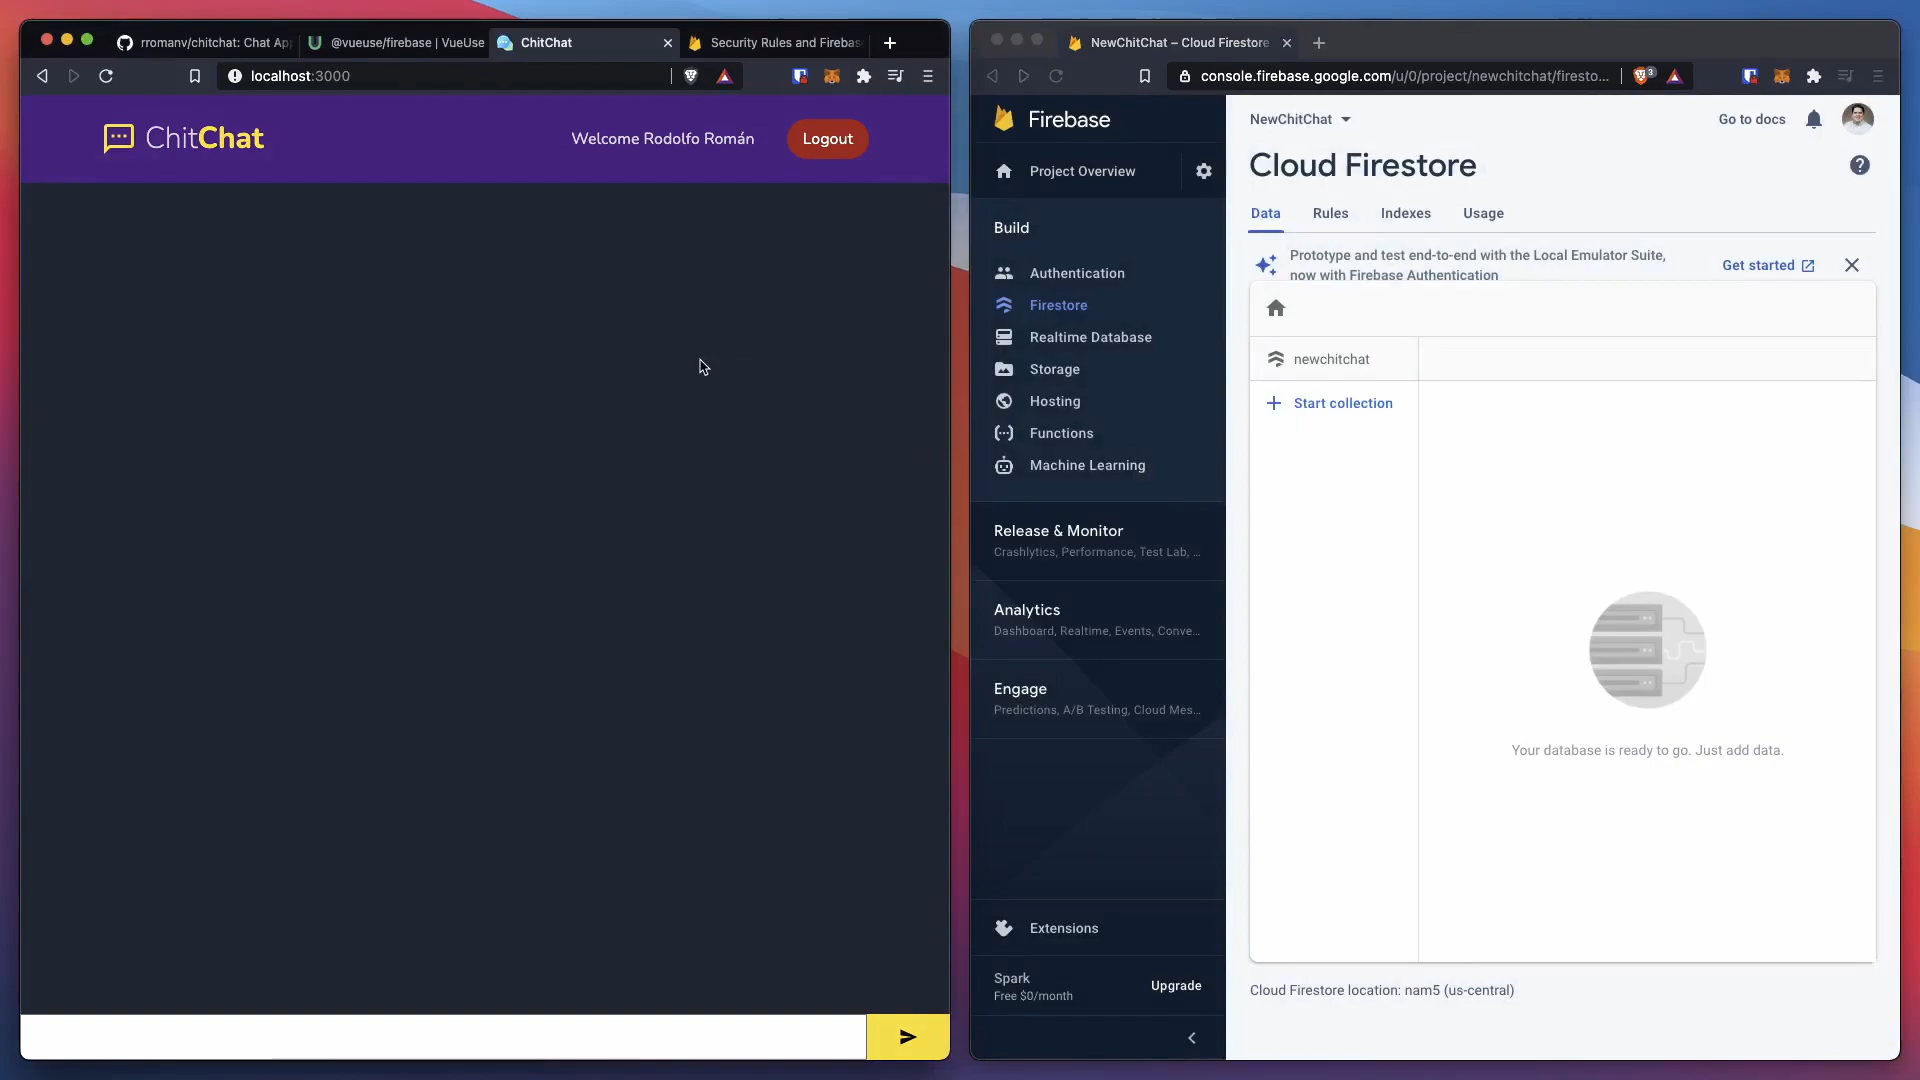 rromanv/chitchat: Chat Ap
@vueuse/firebase | VueUse
ChitChat
Security Rules and Firebas
localhost:3000
ChitChat
Welcome Rodolfo Román
Logout
NewChitChat – Cloud Firestore
console.firebase.google.com/u/0/project/newchitchat/firesto...
3
Firebase
Project Overview
Build
Authentication
Firestore
Realtime Database
Storage
Hosting
Functions
Machine Learning
Release & Monitor
Crashlytics, Performance, Test Lab, ...
Analytics
Dashboard, Realtime, Events, Conve...
Engage
Predictions, A/B Testing, Cloud Mes...
Extensions
Spark
Free $0/month
Upgrade
NewChitChat
Go to docs
Cloud Firestore
Data
Rules
Indexes
Usage
Prototype and test end-to-end with the Local Emulator Suite,
now with Firebase Authentication
Get started
newchitchat
Start collection
Your database is ready to go. Just add data.
Cloud Firestore location: nam5 (us-central)